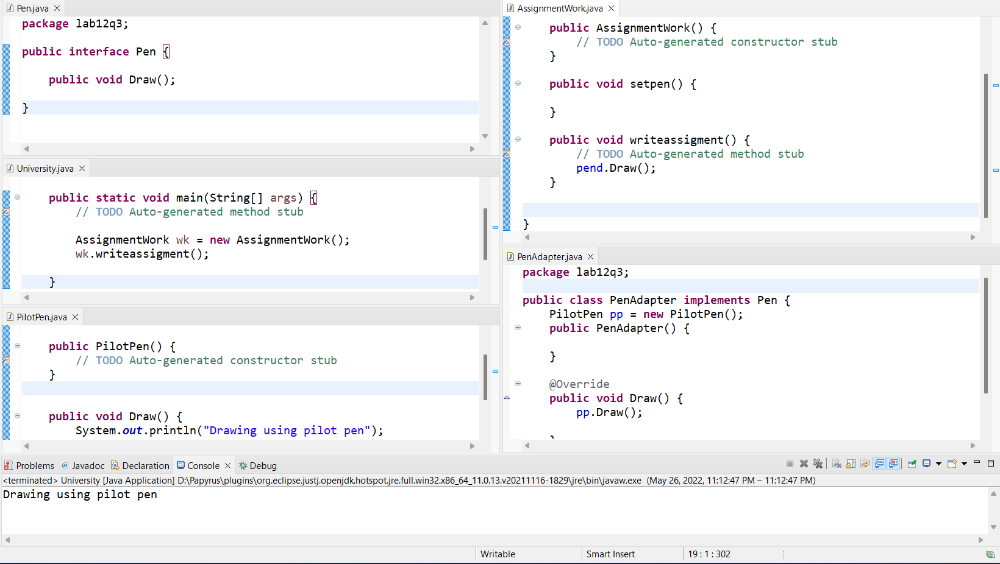 Pen.java
package lab12q3;
public interface Pen {
public void Draw();
}
University.java
public static void main(String[] args) {
// TODO Auto-generated method stub
AssignmentWork wk = new AssignmentWork();
wk.writeassigment();
}
PilotPen.java
public PilotPen() {
// TODO Auto-generated constructor stub
}
public void Draw() {
System.out.println("Drawing using pilot pen");
AssignmentWork.java
public AssignmentWork() {
// TODO Auto-generated constructor stub
}
public void setpen() {
}
public void writeassigment() {
// TODO Auto-generated method stub
pend.Draw();
}
}
PenAdapter.java
package lab12q3;
public class PenAdapter implements Pen {
PilotPen pp = new PilotPen();
public PenAdapter() {
}
@Override
public void Draw() {
pp.Draw();
Problems @ Javadoc Declaration Console Debug
<terminated> University [Java Application] D:\Papyrus\plugins\org.eclipse.justj.openjdk.hotspot.jre.full.win32.x86_64_11.0.13.v20211116-1829\jre\bin\javaw.exe (May 26, 2022, 11:12:47 PM – 11:12:47 PM)
Drawing using pilot pen
Writable Smart Insert 19 : 1 : 302